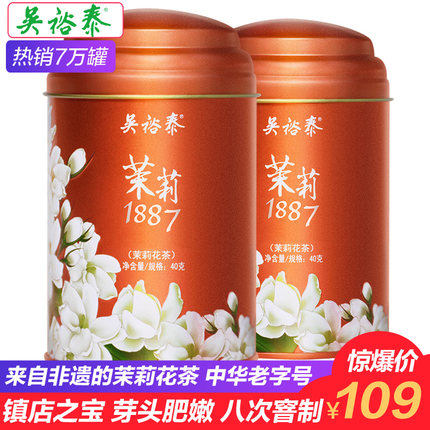 吴裕泰®
热销7万罐
吴裕泰
茉莉
1887
（茉莉花茶）
净含量/规格：40克
吴裕泰
茉莉
1887
（茉莉花茶）
净含量/规格：40克
来自非遗的茉莉花茶 中华老字号
惊爆价
镇店之宝 芽头肥嫩 八次窨制
¥109